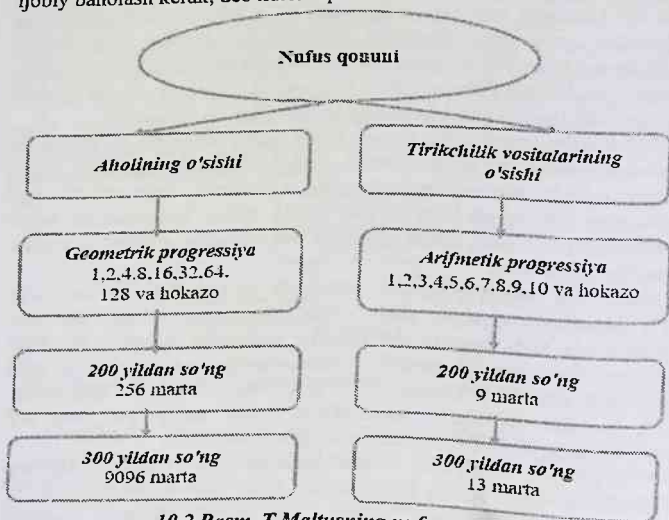 ijobiy baholash kerak,
Nufus qonuni
Aholining o'sishi
Tirikchilik vositalarining
o'sishi
Geometrik progressiya
1,2,4,8,16,32,64.
128 va hokazo
Arifmetik progressiya
1,2,3,4,5,6,7,8,9,10 va hokazo
200 yildan so'ng
256 marta
200 yildan so'ng
9 marta
300 yildan so'ng
9096 marta
300 yildan so'ng
13 marta
10.2 Rasm. T.Maltusning